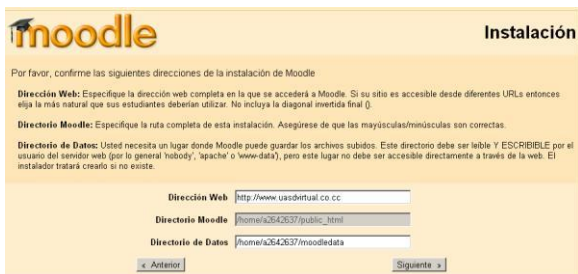 moodle
Instalación
Por favor, confirme las siguientes direcciones de la instalación de Moodle
Dirección Web: Especifique la dirección web completa en la que se accederá a Moodle. Si su sitio es accesible desde diferentes URLs entonces
elija la más natural que sus estudiantes deberían utilizar. No incluya la diagonal invertida final ().
Directorio Moodle: Especifique la ruta completa de esta instalación. Asegúrese de que las mayúsculas/minúsculas son correctas.
Directorio de Datos: Usted necesita un lugar donde Moodle puede guardar los archivos subidos. Este directorio debe ser leíble Y ESCRIBIBLE por el
usuario del servidor web (por lo general 'nobody', 'apache' o 'www-data'), pero este lugar no debe ser accesible directamente a través de la web. El
instalador tratará crearlo si no existe.
Dirección Web http://www.uasdvirtual.co.cc
Directorio Moodle /home/a2642637/public_html
Directorio de Datos /home/a2642637/moodledata
« Anterior Siguiente »